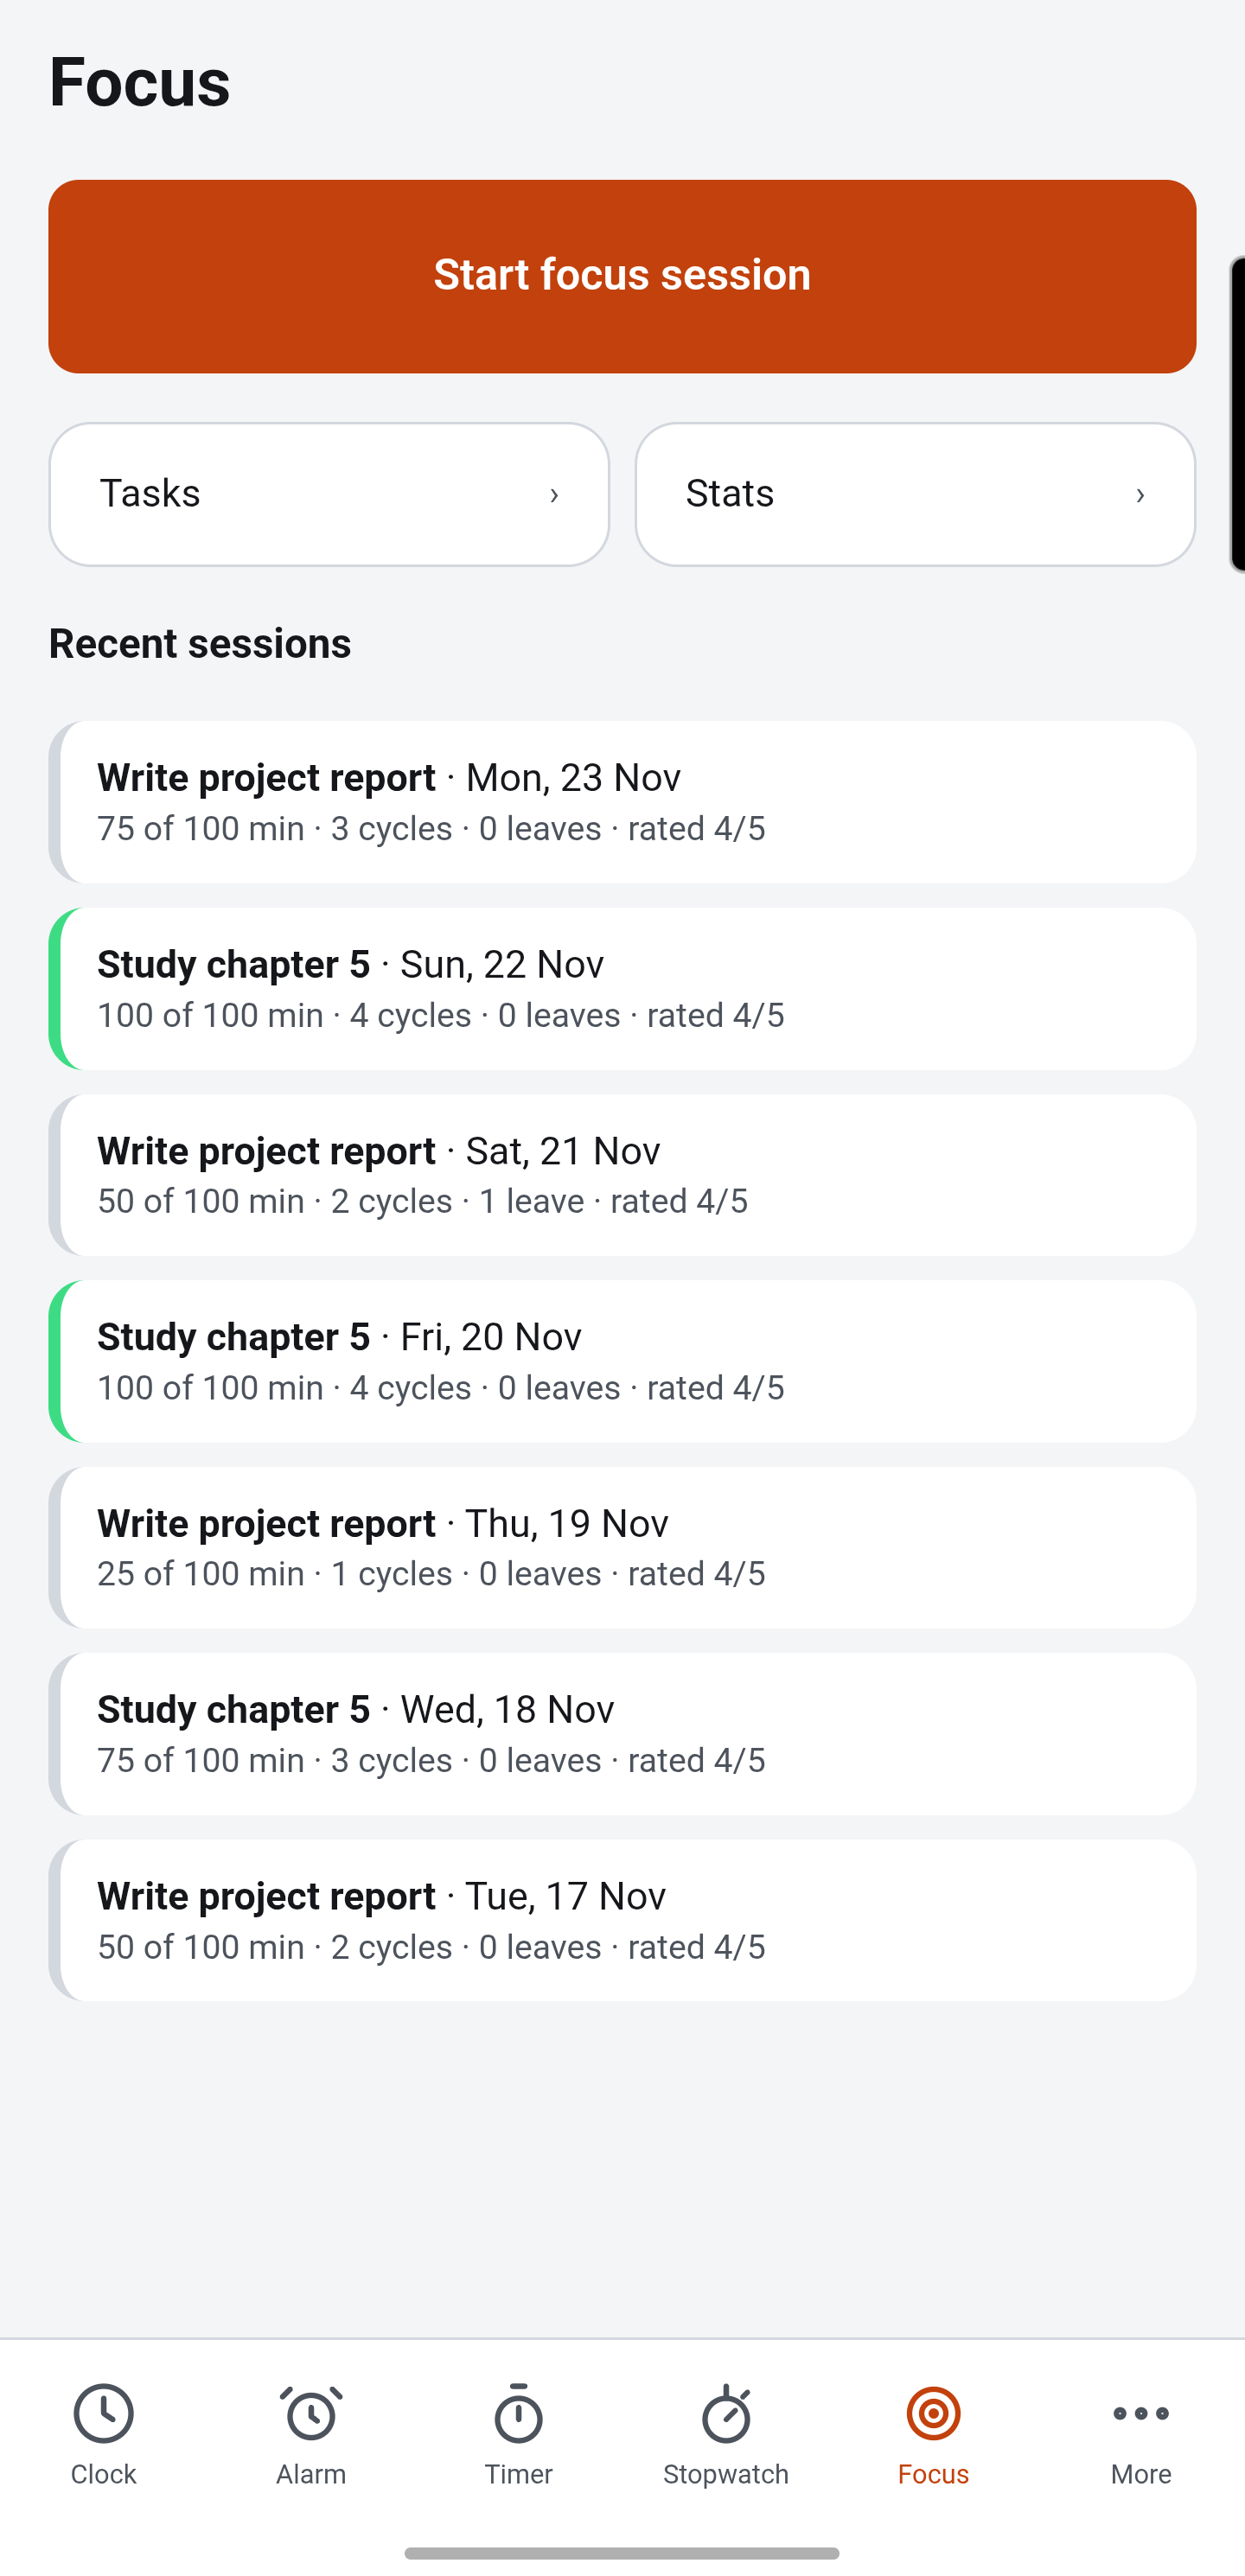 Focus
Start focus session
Tasks ›
Stats ›
Recent sessions
Write project report · Mon, 23 Nov
75 of 100 min · 3 cycles · 0 leaves · rated 4/5
Study chapter 5 · Sun, 22 Nov
100 of 100 min · 4 cycles · 0 leaves · rated 4/5
Write project report · Sat, 21 Nov
50 of 100 min · 2 cycles · 1 leave · rated 4/5
Study chapter 5 · Fri, 20 Nov
100 of 100 min · 4 cycles · 0 leaves · rated 4/5
Write project report · Thu, 19 Nov
25 of 100 min · 1 cycles · 0 leaves · rated 4/5
Study chapter 5 · Wed, 18 Nov
75 of 100 min · 3 cycles · 0 leaves · rated 4/5
Write project report · Tue, 17 Nov
50 of 100 min · 2 cycles · 0 leaves · rated 4/5
Clock
Alarm
Timer
Stopwatch
Focus
More